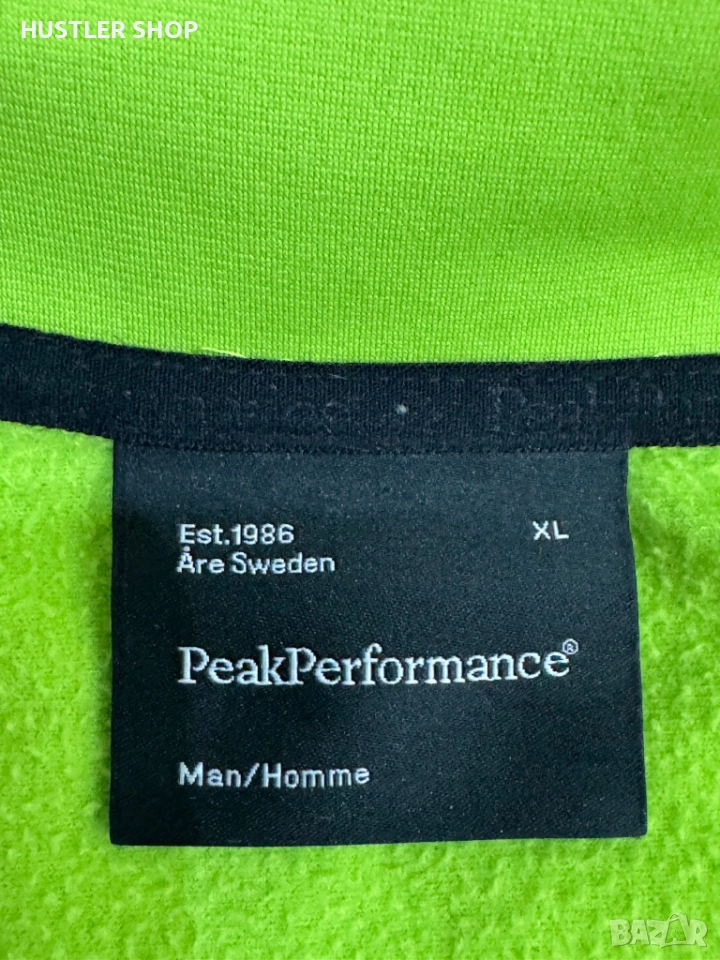 HUSTLER SHOP
Est.1986 XL
Åre Sweden
PeakPerformance®
Man/Homme
BAZAR